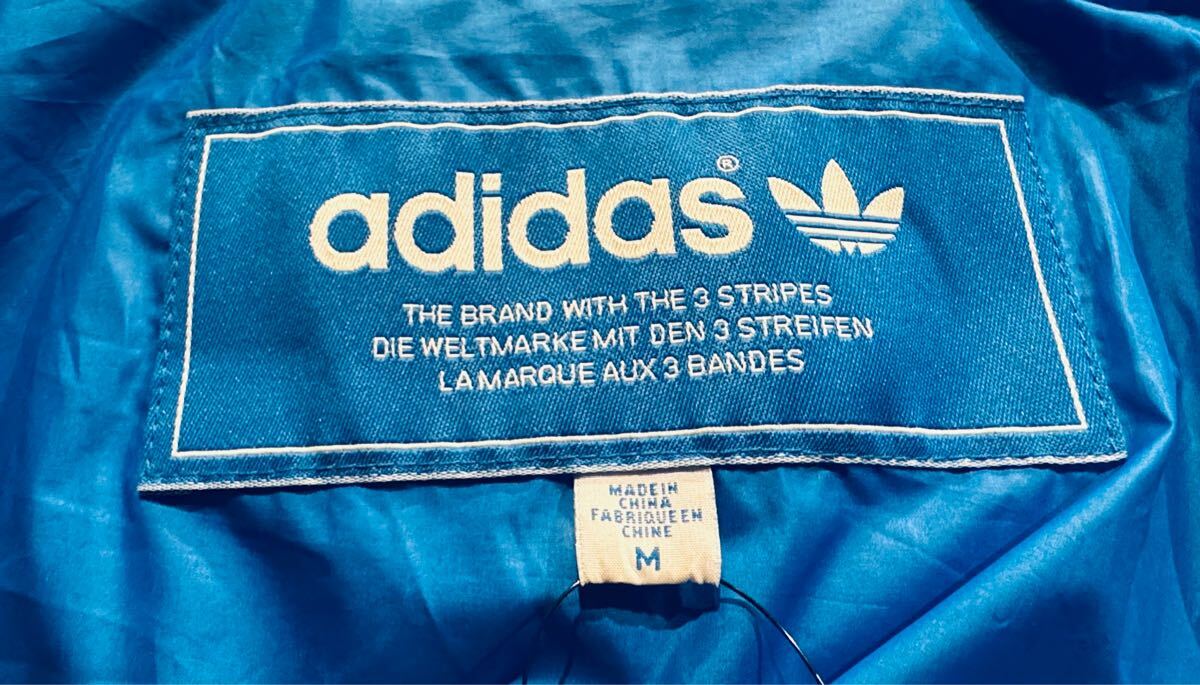 adidas®
THE BRAND WITH THE 3 STRIPES
DIE WELTMARKE MIT DEN 3 STREIFEN
LA MARQUE AUX 3 BANDES
MADE IN
CHINA
FABRIQUE EN
CHINE
M